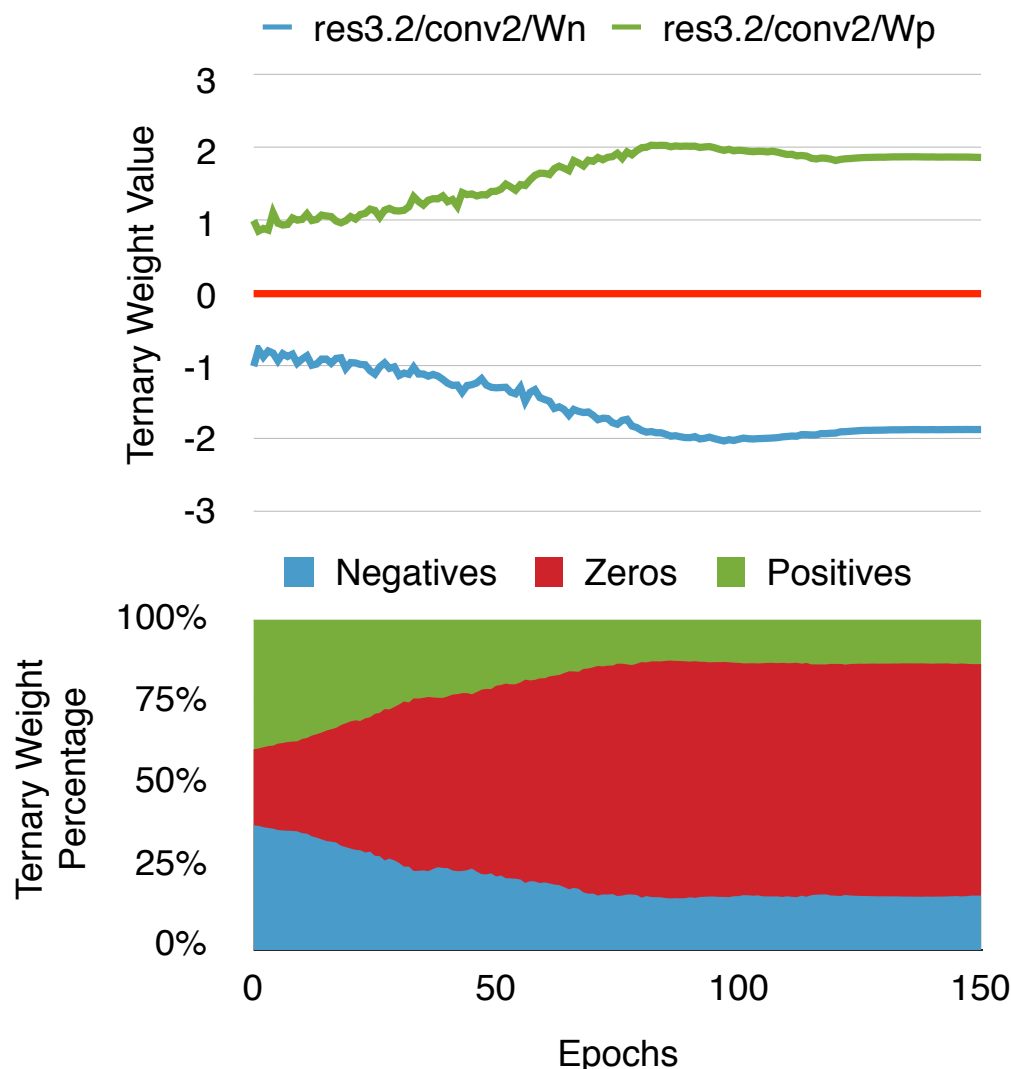 res3.2/conv2/Wn res3.2/conv2/Wp
Ternary Weight Value
3
2
1
0
-1
-2
-3
Negatives Zeros Positives
Ternary Weight
Percentage
100%
75%
50%
25%
0%
0 50 100 150
Epochs